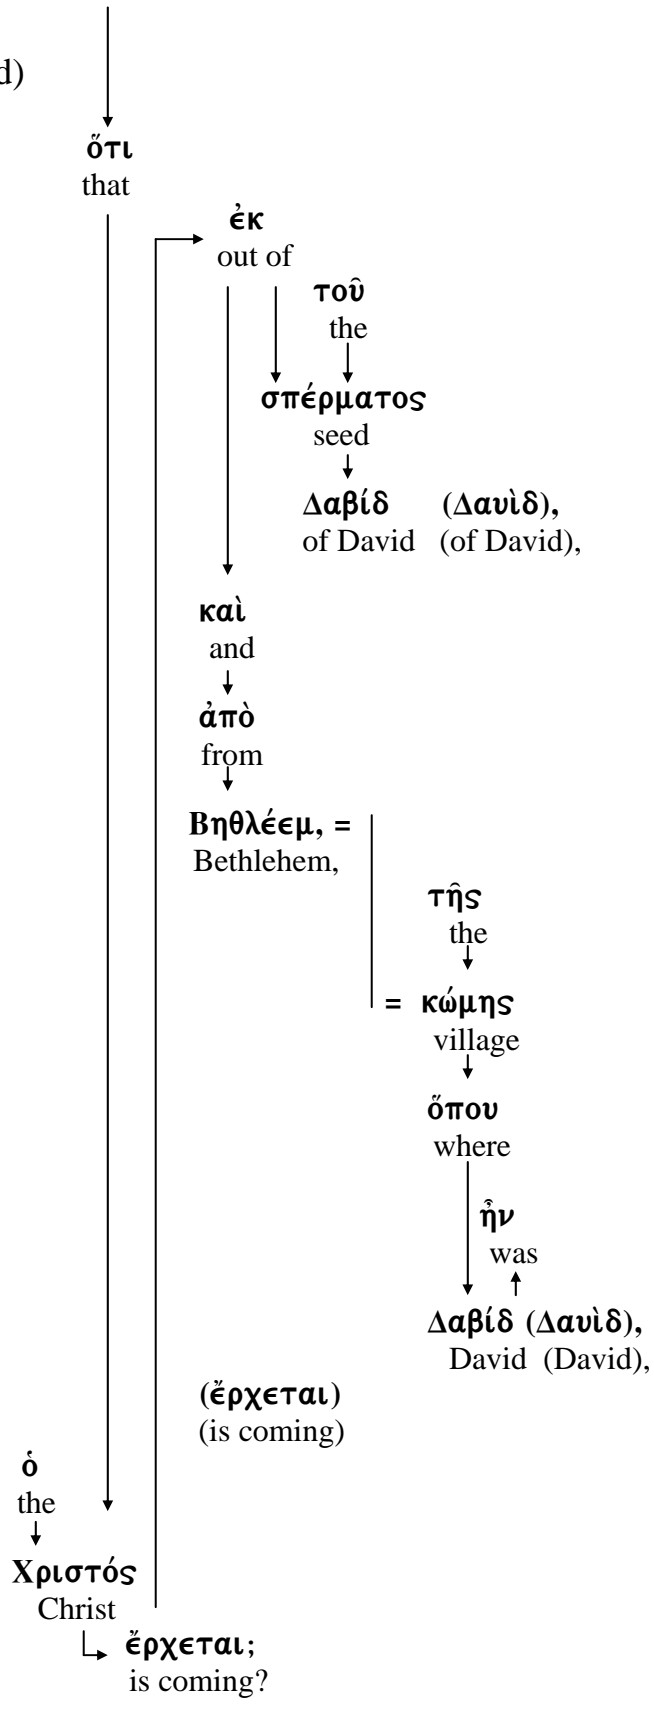 d)
ὅτι
that
ἐκ
out of
τοῦ
the
σπέρματος
seed
Δαβίδ (Δαυὶδ),
of David (of David),
καὶ
and
ἀπὸ
from
Βηθλέεμ, =
Bethlehem,
τῆς
the
= κώμης
village
ὅπου
where
ἦν
was
Δαβίδ (Δαυὶδ),
David (David),
(ἔρχεται)
(is coming)
ὁ
the
Χριστός
Christ
ἔρχεται;
is coming?